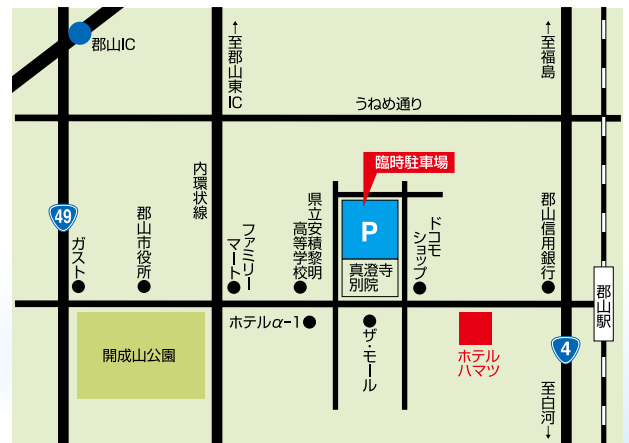 郡山IC
←至郡山東IC
←至福島
うねめ通り
臨時駐車場
内環状線
49
ガスト
郡山市役所
ファミリー
マート
県立安積黎明
高等学校
P
真澄寺
別院
ドコモ
ショップ
郡山信用銀行
郡山駅
ホテルα-1
ザ・モール
開成山公園
ホテル
ハマツ
4
至白河→